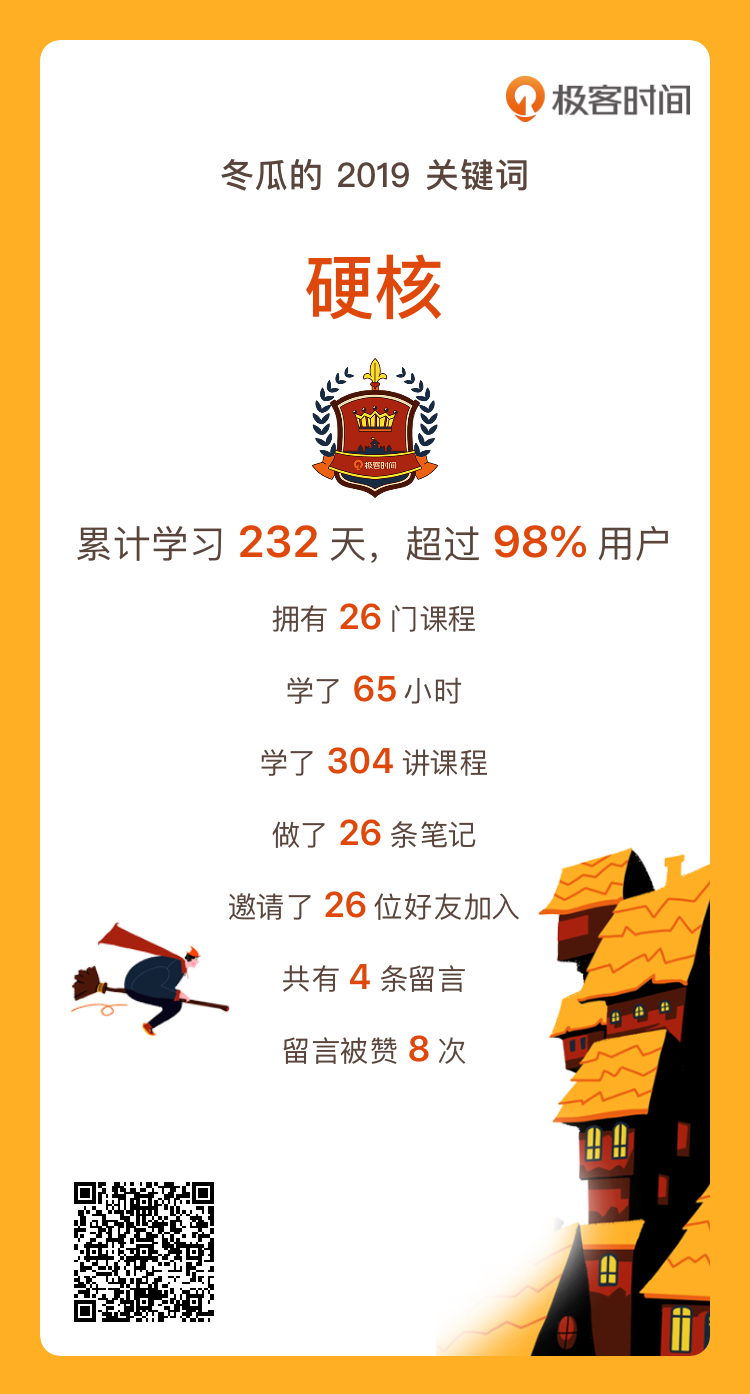 极客时间
冬瓜的 2019 关键词
硬核
极客时间
累计学习 232 天，超过 98% 用户
拥有 26 门课程
学了 65 小时
学了 304 讲课程
做了 26 条笔记
邀请了 26 位好友加入
共有 4 条留言
留言被赞 8 次